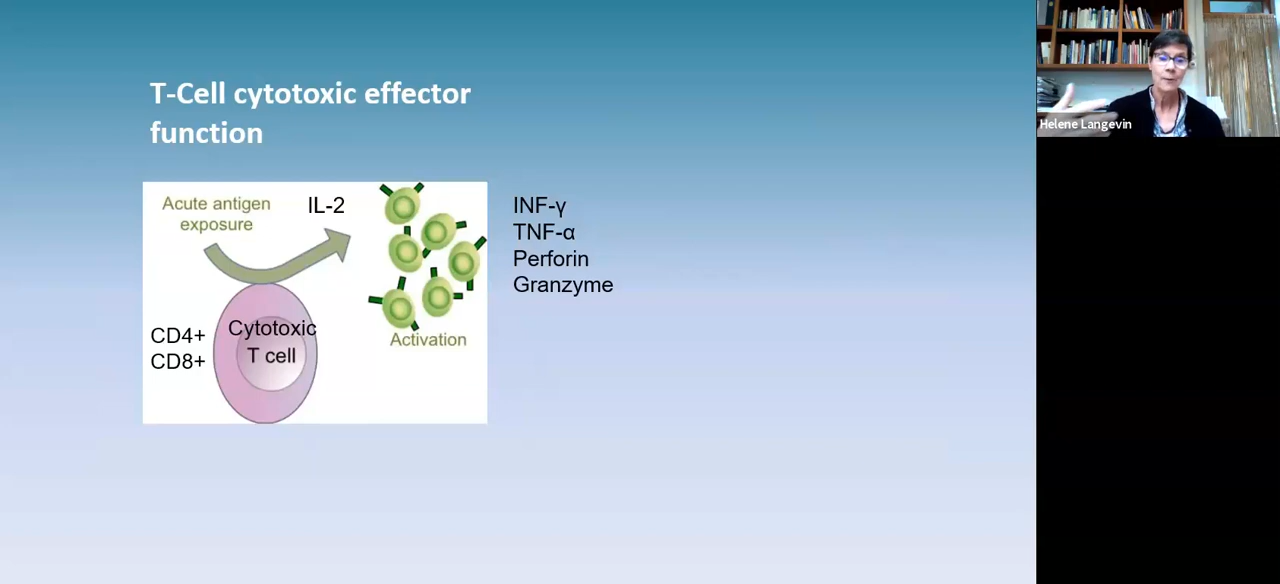 T-Cell cytotoxic effector
function
Acute antigen
exposure
IL-2
CD4+
CD8+
Cytotoxic
T cell
Activation
INF-γ
TNF-α
Perforin
Granzyme
Helene Langevin